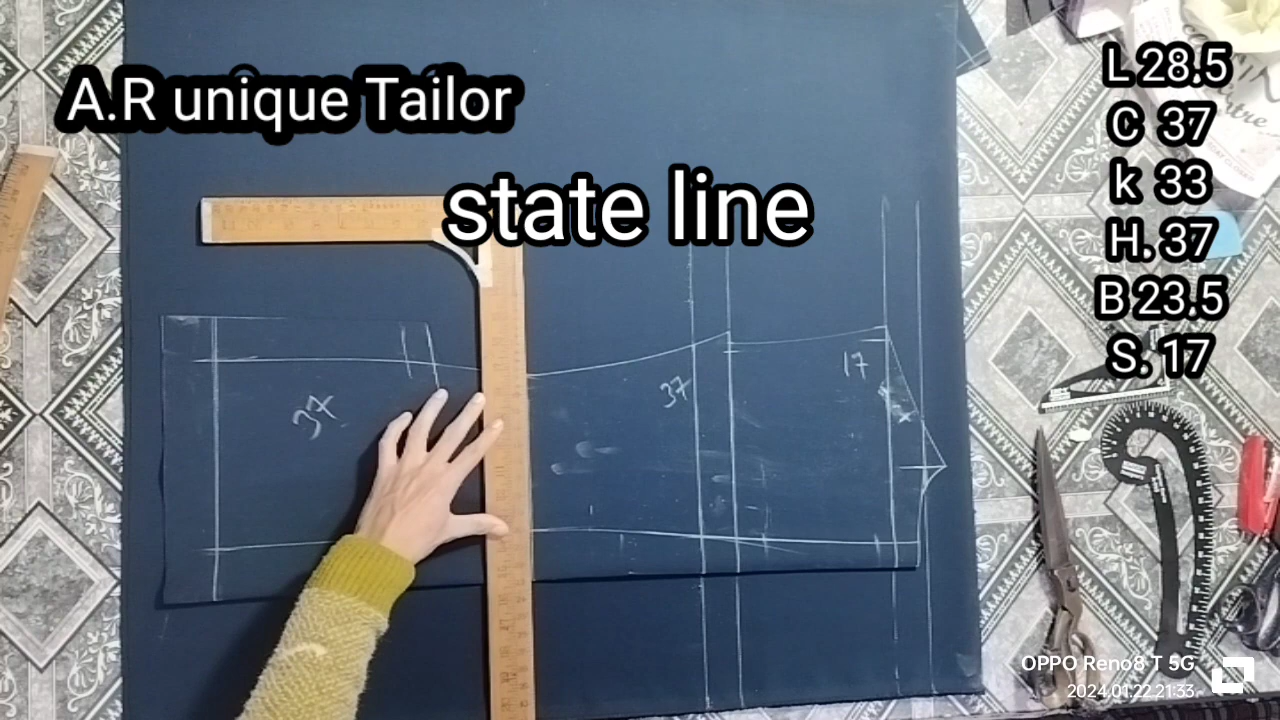 A.R unique Tailor
state line
L 28.5
C 37
k 33
H. 37
B 23.5
S. 17
37
37
17
OPPO Reno8 T 5G
2024.01.22 21:33